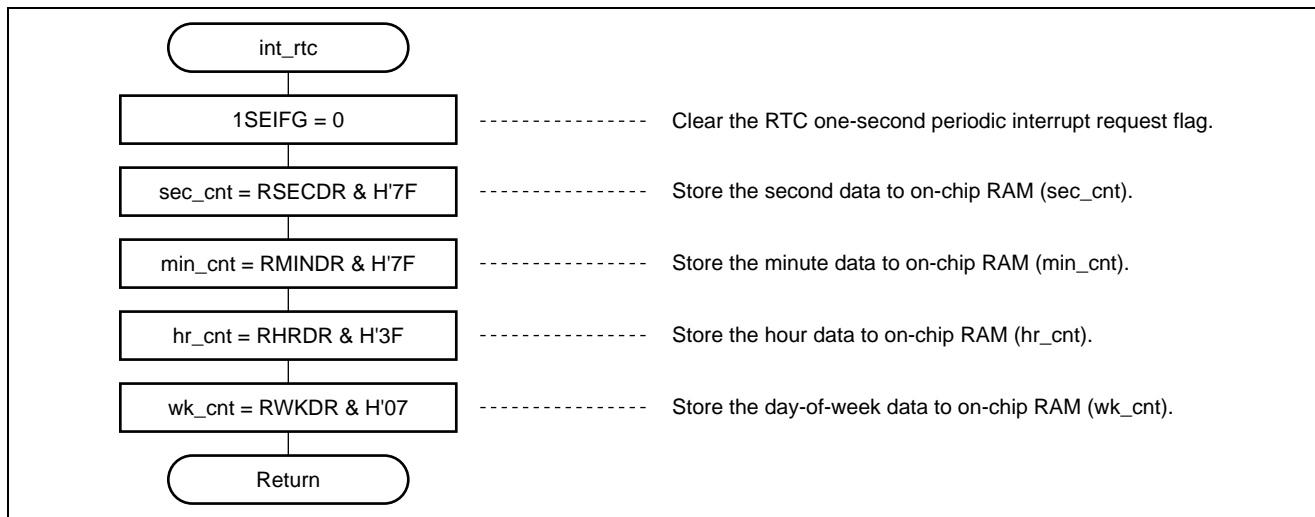 int_rtc
1SEIFG = 0
Clear the RTC one-second periodic interrupt request flag.
sec_cnt = RSECDR & H'7F
Store the second data to on-chip RAM (sec_cnt).
min_cnt = RMINDR & H'7F
Store the minute data to on-chip RAM (min_cnt).
hr_cnt = RHRDR & H'3F
Store the hour data to on-chip RAM (hr_cnt).
wk_cnt = RWKDR & H'07
Store the day-of-week data to on-chip RAM (wk_cnt).
Return